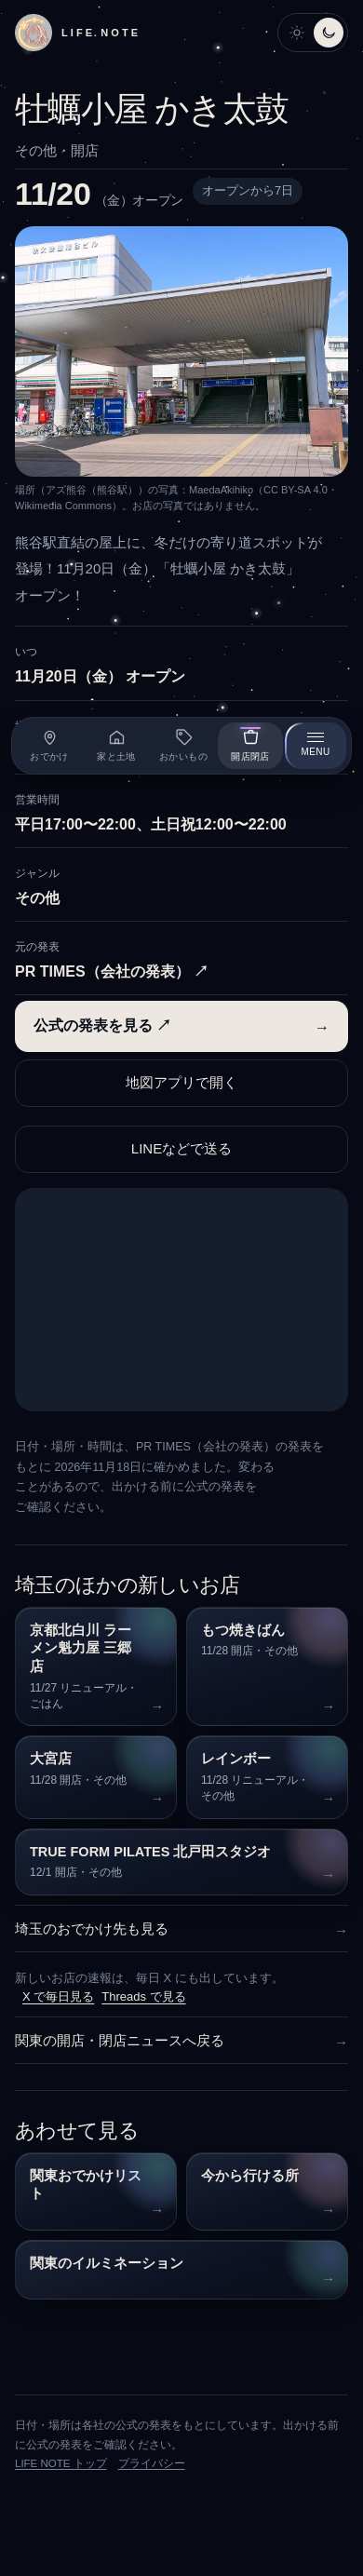 LIFE.NOTE
牡蠣小屋 かき太鼓
その他・開店
11/20 （金）オープン オープンから7日
場所（アズ熊谷（熊谷駅））の写真：MaedaAkihiko（CC BY-SA 4.0・
Wikimedia Commons）。お店の写真ではありません。
熊谷駅直結の屋上に、冬だけの寄り道スポットが
登場！11月20日（金）「牡蠣小屋 かき太鼓」
オープン！
いつ
11月20日（金） オープン
おでかけ 家と土地 おかいもの 開店閉店 MENU
営業時間
平日17:00〜22:00、土日祝12:00〜22:00
ジャンル
その他
元の発表
PR TIMES（会社の発表） ↗
公式の発表を見る ↗ →
地図アプリで開く
LINEなどで送る
日付・場所・時間は、PR TIMES（会社の発表）の発表を
もとに 2026年11月18日に確かめました。変わる
ことがあるので、出かける前に公式の発表を
ご確認ください。
埼玉のほかの新しいお店
京都北白川 ラー
メン魁力屋 三郷
店
11/27 リニューアル・
ごはん
→
もつ焼きばん
11/28 開店・その他
→
大宮店
11/28 開店・その他
→
レインボー
11/28 リニューアル・
その他
→
TRUE FORM PILATES 北戸田スタジオ
12/1 開店・その他
→
埼玉のおでかけ先も見る →
新しいお店の速報は、毎日 X にも出しています。
X で毎日見る Threads で見る
関東の開店・閉店ニュースへ戻る →
あわせて見る
関東おでかけリス
ト
→
今から行ける所
→
関東のイルミネーション
→
日付・場所は各社の公式の発表をもとにしています。出かける前
に公式の発表をご確認ください。
LIFE NOTE トップ プライバシー